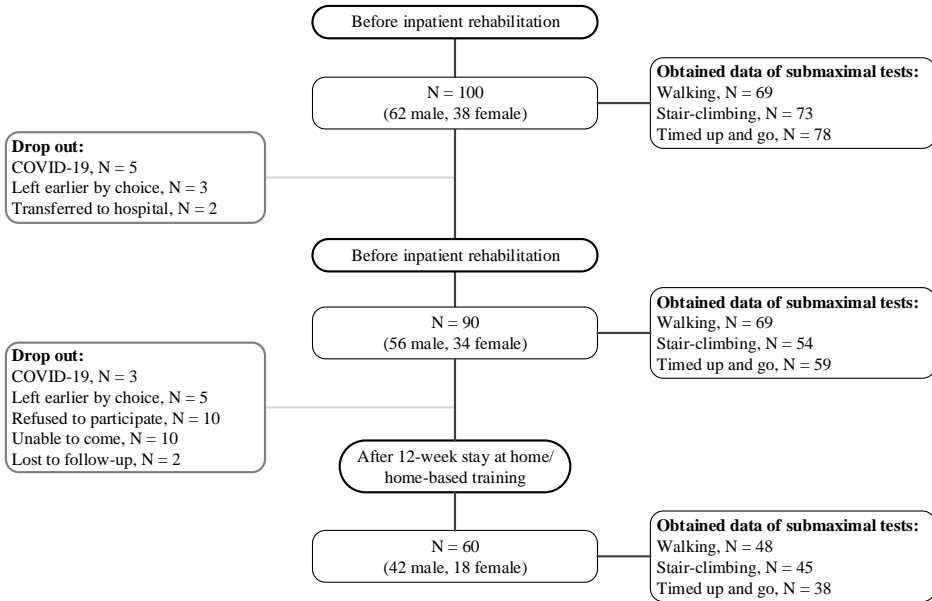 Before inpatient rehabilitation
N = 100
(62 male, 38 female)
Obtained data of submaximal tests:
Walking, N = 69
Stair-climbing, N = 73
Timed up and go, N = 78
Drop out:
COVID-19, N = 5
Left earlier by choice, N = 3
Transferred to hospital, N = 2
Before inpatient rehabilitation
N = 90
(56 male, 34 female)
Obtained data of submaximal tests:
Walking, N = 69
Stair-climbing, N = 54
Timed up and go, N = 59
Drop out:
COVID-19, N = 3
Left earlier by choice, N = 5
Refused to participate, N = 10
Unable to come, N = 10
Lost to follow-up, N = 2
After 12-week stay at home/
home-based training
N = 60
(42 male, 18 female)
Obtained data of submaximal tests:
Walking, N = 48
Stair-climbing, N = 45
Timed up and go, N = 38